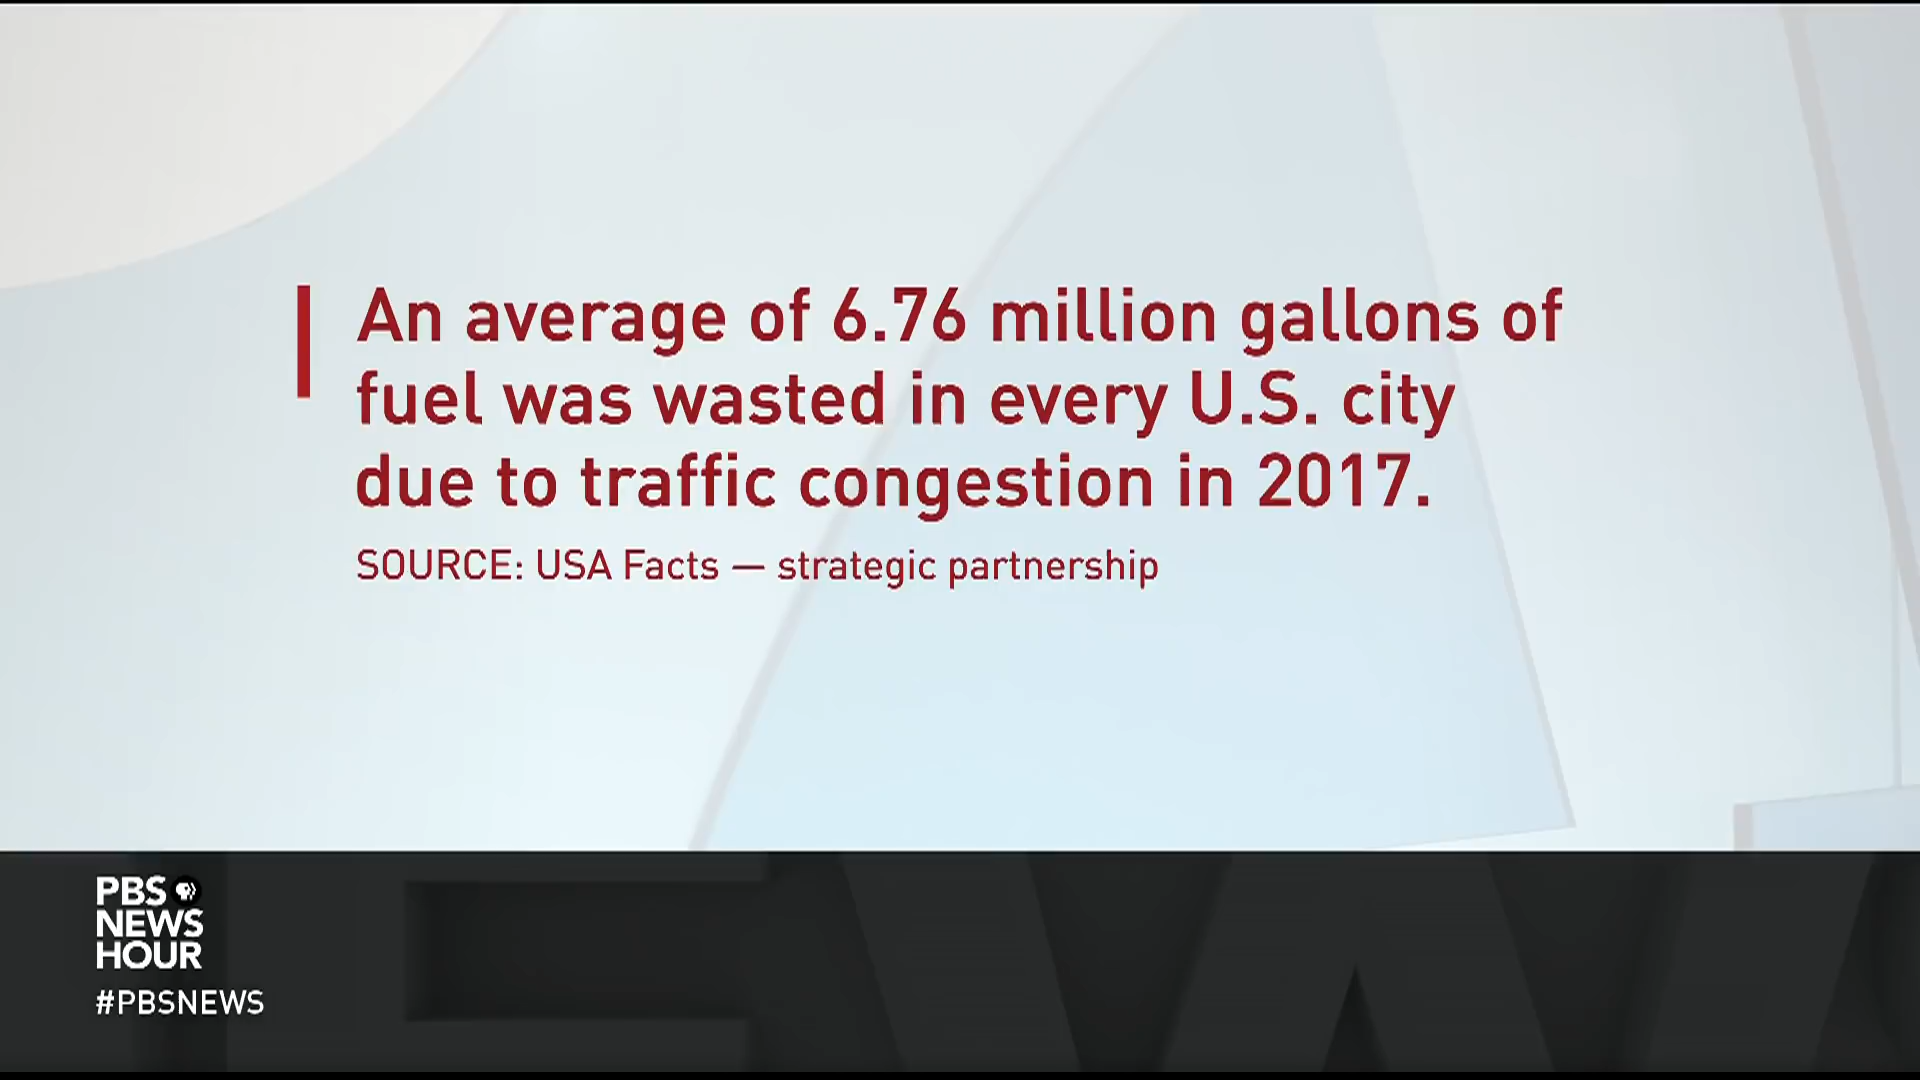 An average of 6.76 million gallons of
fuel was wasted in every U.S. city
due to traffic congestion in 2017.
SOURCE: USA Facts — strategic partnership
PBS
NEWS
HOUR
#PBSNEWS